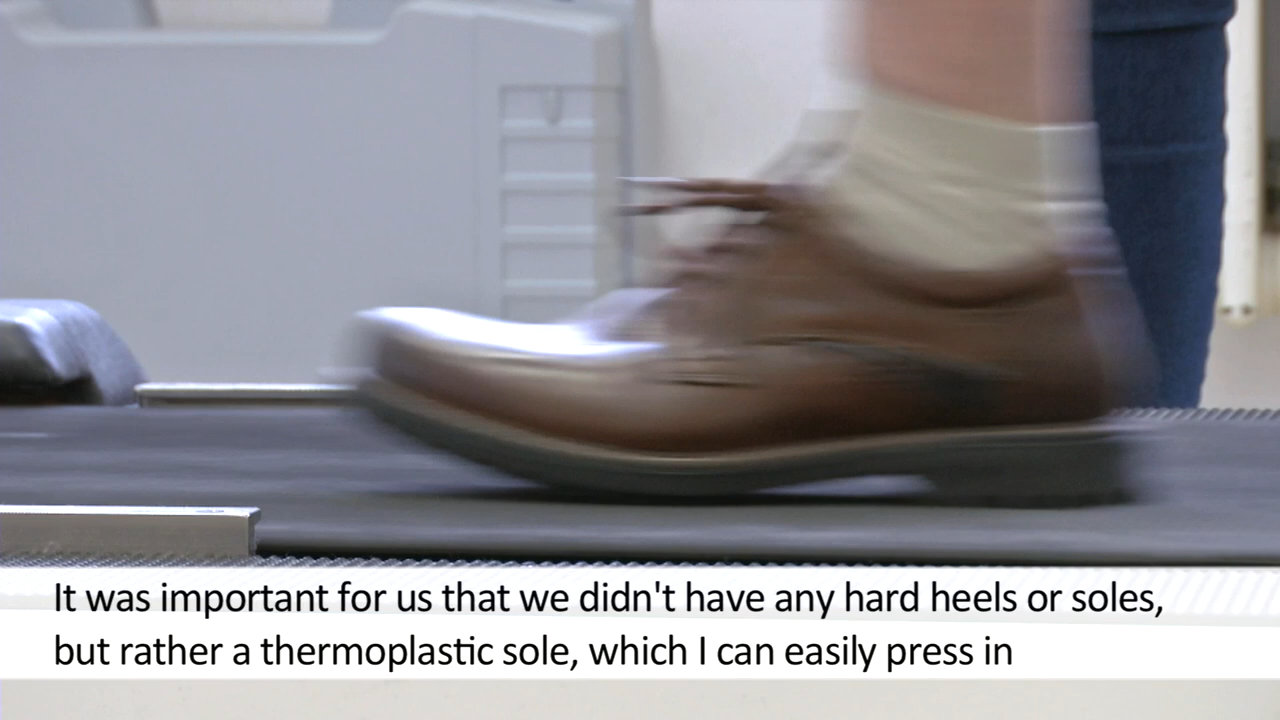 It was important for us that we didn't have any hard heels or soles,
but rather a thermoplastic sole, which I can easily press in